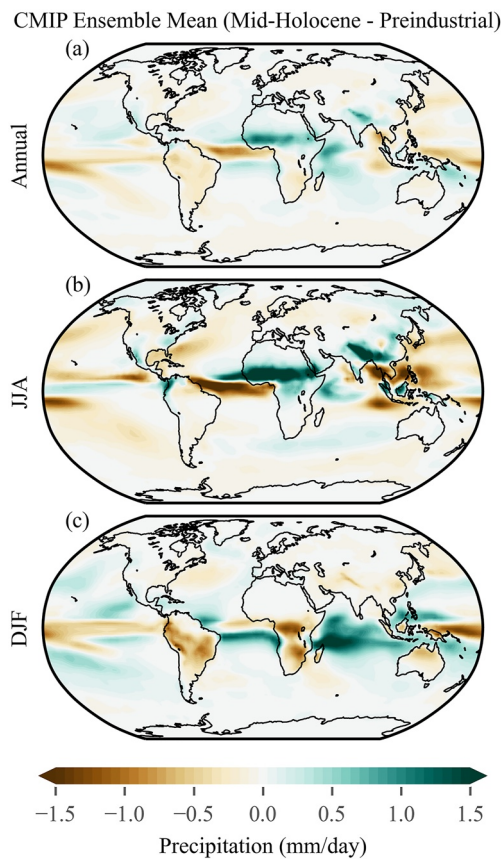 CMIP Ensemble Mean (Mid-Holocene - Preindustrial)
(a)
Annual
(b)
JJA
(c)
DJF
−1.5 −1.0 −0.5 0.0 0.5 1.0 1.5
Precipitation (mm/day)